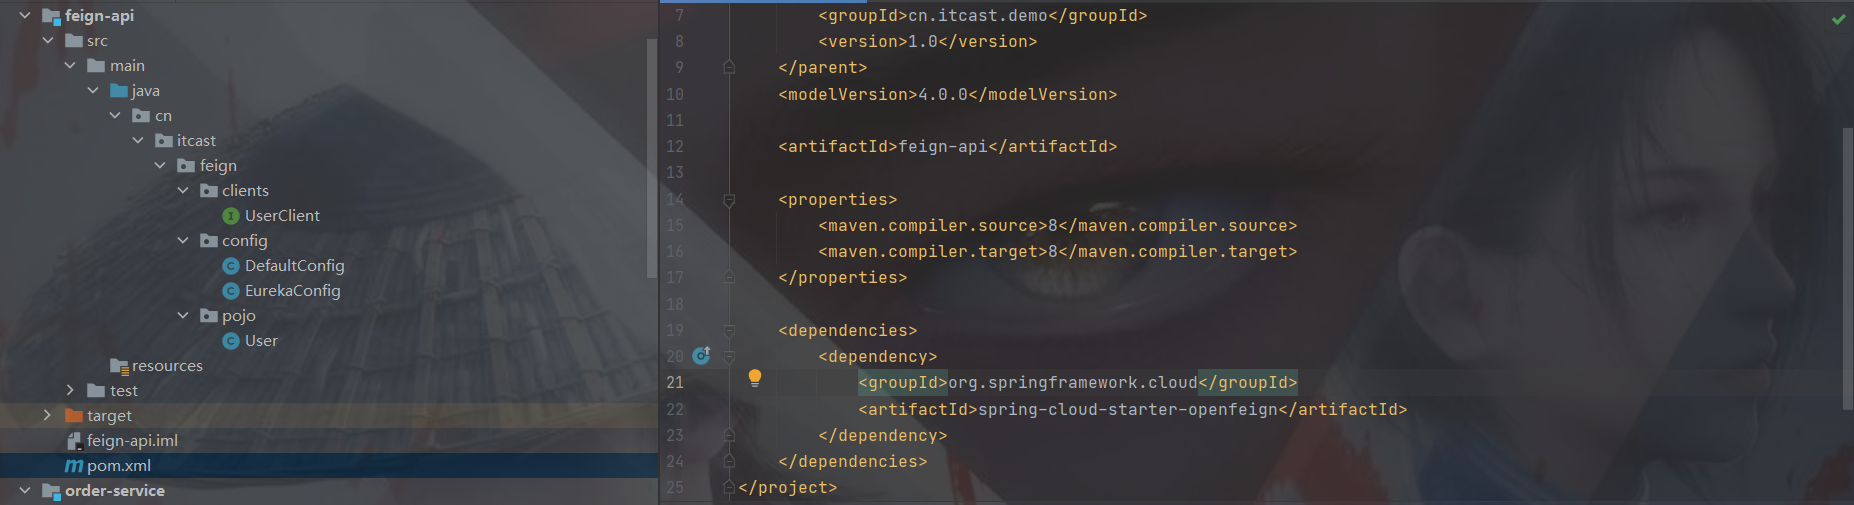 feign-api
src
main
java
cn
itcast
feign
clients
UserClient
config
DefaultConfig
EurekaConfig
pojo
User
resources
test
target
feign-api.iml
pom.xml
order-service
7 <groupId>cn.itcast.demo</groupId>
8 <version>1.0</version>
9 </parent>
10 <modelVersion>4.0.0</modelVersion>
11
12 <artifactId>feign-api</artifactId>
13
14 <properties>
15 <maven.compiler.source>8</maven.compiler.source>
16 <maven.compiler.target>8</maven.compiler.target>
17 </properties>
18
19 <dependencies>
20 <dependency>
21 <groupId>org.springframework.cloud</groupId>
22 <artifactId>spring-cloud-starter-openfeign</artifactId>
23 </dependency>
24 </dependencies>
25 </project>